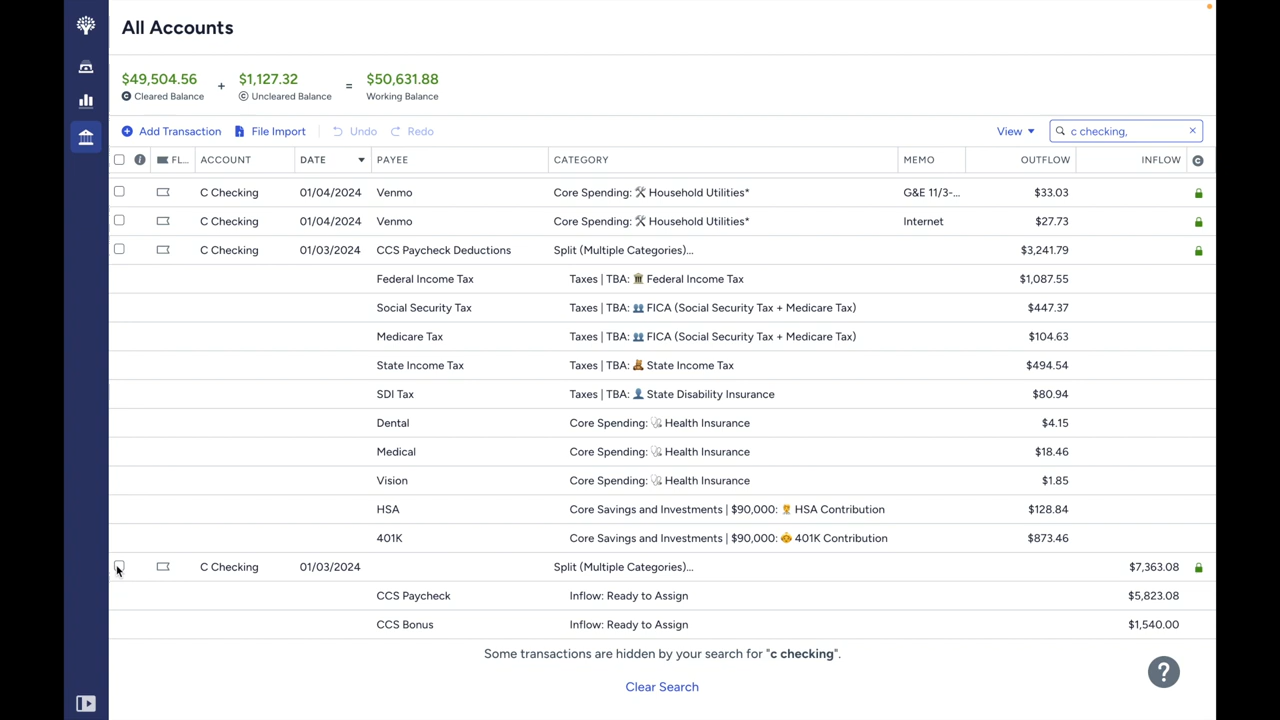 All Accounts
$49,504.56 + $1,127.32 = $50,631.88
Cleared Balance Uncleared Balance Working Balance
Add Transaction File Import Undo Redo View c checking,
FL... ACCOUNT DATE PAYEE CATEGORY MEMO OUTFLOW INFLOW
C Checking 01/04/2024 Venmo Core Spending: 🛠 Household Utilities* G&E 11/3-... $33.03
C Checking 01/04/2024 Venmo Core Spending: 🛠 Household Utilities* Internet $27.73
C Checking 01/03/2024 CCS Paycheck Deductions Split (Multiple Categories)... $3,241.79
Federal Income Tax Taxes | TBA: 🏛 Federal Income Tax $1,087.55
Social Security Tax Taxes | TBA: 👥 FICA (Social Security Tax + Medicare Tax) $447.37
Medicare Tax Taxes | TBA: 👥 FICA (Social Security Tax + Medicare Tax) $104.63
State Income Tax Taxes | TBA: 🧸 State Income Tax $494.54
SDI Tax Taxes | TBA: 👤 State Disability Insurance $80.94
Dental Core Spending: 🩺 Health Insurance $4.15
Medical Core Spending: 🩺 Health Insurance $18.46
Vision Core Spending: 🩺 Health Insurance $1.85
HSA Core Savings and Investments | $90,000: HSA Contribution $128.84
401K Core Savings and Investments | $90,000: 401K Contribution $873.46
C Checking 01/03/2024 Split (Multiple Categories)... $7,363.08
CCS Paycheck Inflow: Ready to Assign $5,823.08
CCS Bonus Inflow: Ready to Assign $1,540.00
Some transactions are hidden by your search for "c checking".
Clear Search
?